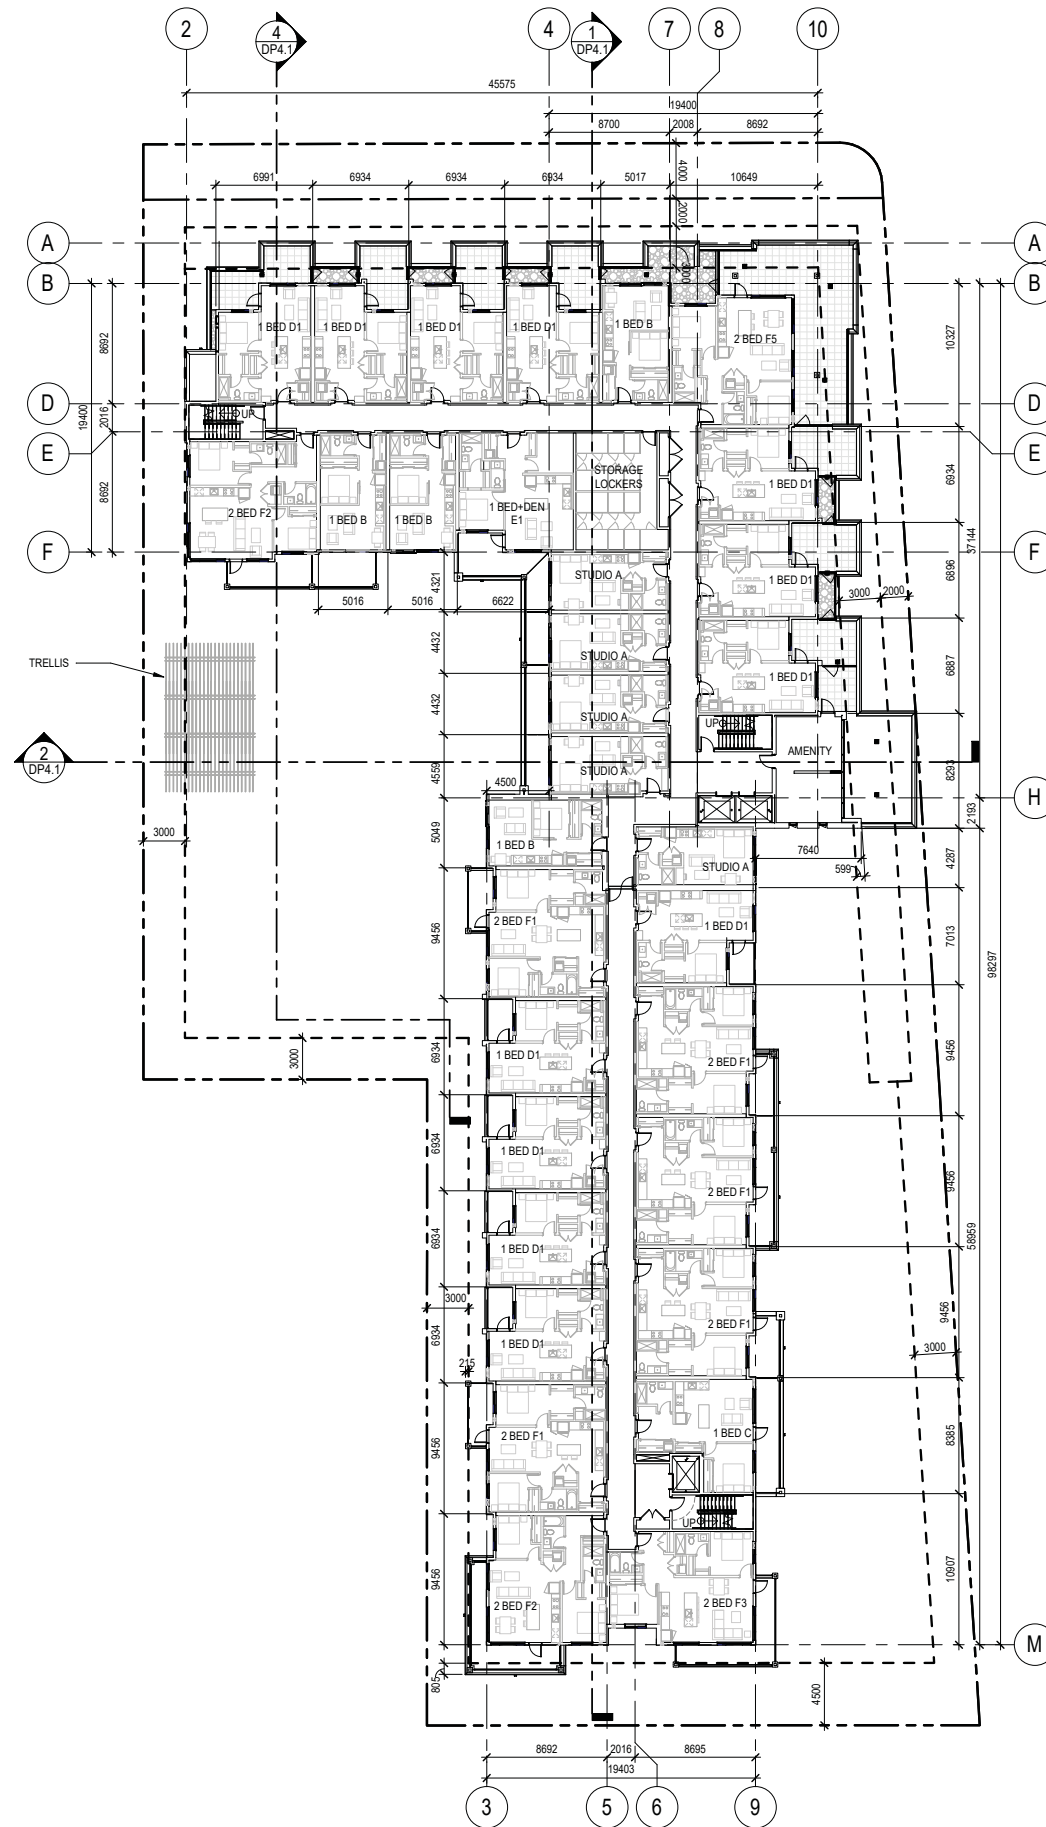 2
4
DP4.1
4
1
DP4.1
7
8
10
45575
19400
8700
2008
8692
4000
2000
3000
6991
6934
6934
6934
5017
10649
A
A
B
B
1 BED D1
1 BED D1
1 BED D1
1 BED D1
1 BED B
2 BED F5
8692
19400
2016
8692
10327
D
D
UP
E
E
STORAGE
LOCKERS
2 BED F2
1 BED B
1 BED B
1 BED+DEN
E1
1 BED D1
6934
37144
F
F
STUDIO A
1 BED D1
6896
4321
5016
5016
6622
3000
2000
STUDIO A
4432
TRELLIS
1 BED D1
6887
STUDIO A
4432
UP
AMENITY
STUDIO A
2
DP4.1
4559
4500
8293
H
2193
3000
5049
1 BED B
7640
599
STUDIO A
4287
2 BED F1
9456
1 BED D1
7013
98297
6934
3000
1 BED D1
2 BED F1
9456
6934
1 BED D1
2 BED F1
9456
6934
1 BED D1
58959
3000
6934
1 BED D1
2 BED F1
9456
3000
215
9456
2 BED F1
1 BED C
8385
UP
9456
2 BED F2
2 BED F3
10907
M
805
4500
8692
2016
8695
19403
3
5
6
9